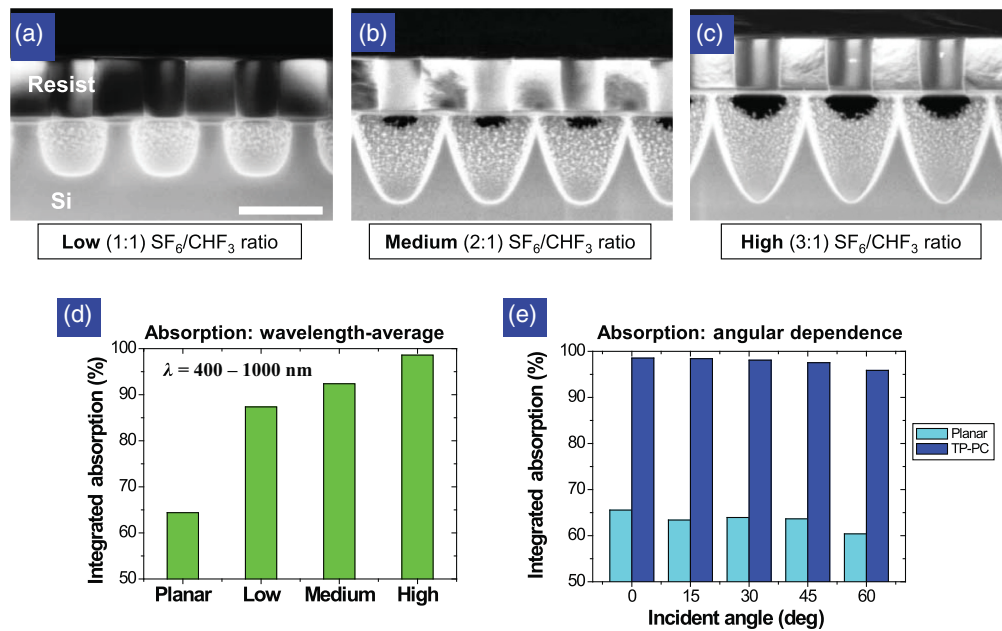 (a)
Resist
Si
Low (1:1) SF₆/CHF₃ ratio
(b)
Medium (2:1) SF₆/CHF₃ ratio
(c)
High (3:1) SF₆/CHF₃ ratio
(d)
Absorption: wavelength-average
λ = 400 – 1000 nm
Integrated absorption (%)
100
90
80
70
60
50
Planar Low Medium High
(e)
Absorption: angular dependence
Integrated absorption (%)
100
90
80
70
60
50
0 15 30 45 60
Incident angle (deg)
Planar
TP-PC